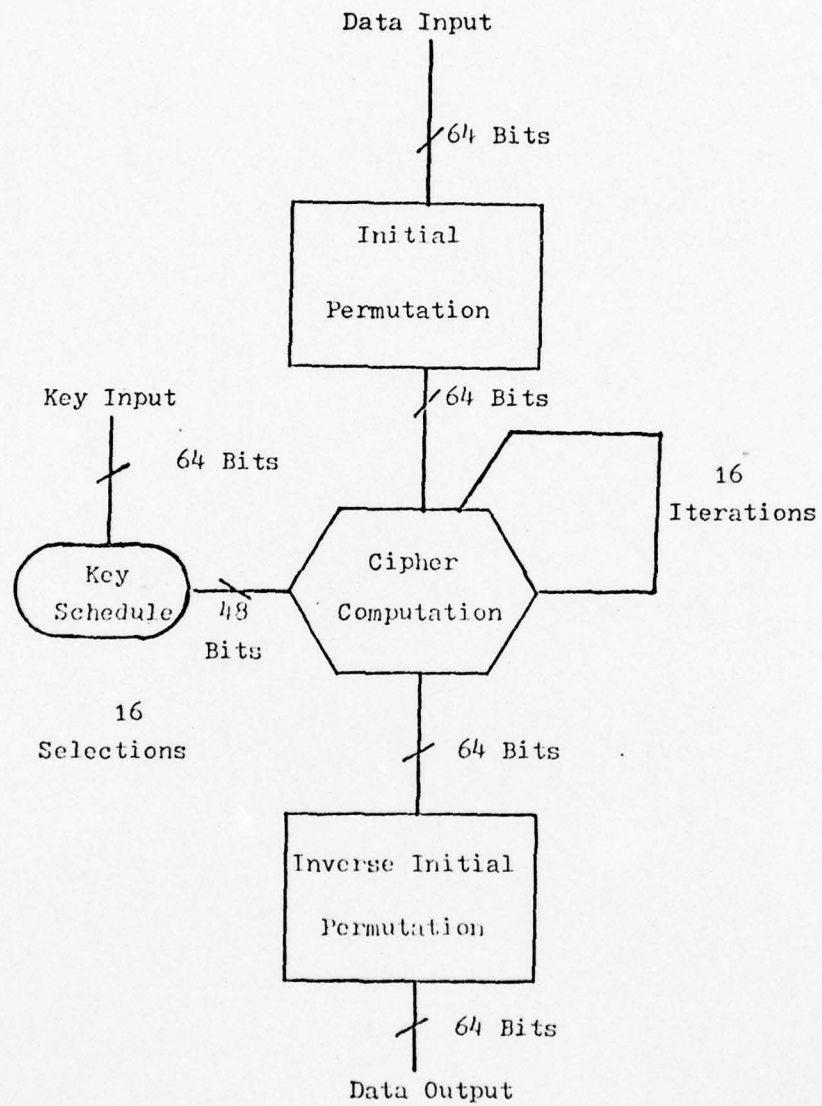 Data Input
64 Bits
Initial
Permutation
64 Bits
Key Input
64 Bits
16
Iterations
Key
Schedule
48
Bits
Cipher
Computation
16
Selections
64 Bits
Inverse Initial
Permutation
64 Bits
Data Output